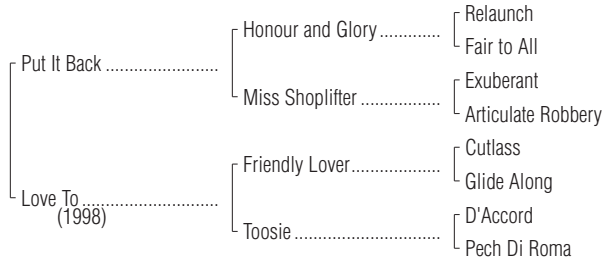 Relaunch
Honour and Glory .............
Fair to All
Put It Back ........................
Exuberant
Miss Shoplifter .................
Articulate Robbery
Cutlass
Friendly Lover...................
Glide Along
Love To .............................
(1998)
D'Accord
Toosie ...............................
Pech Di Roma